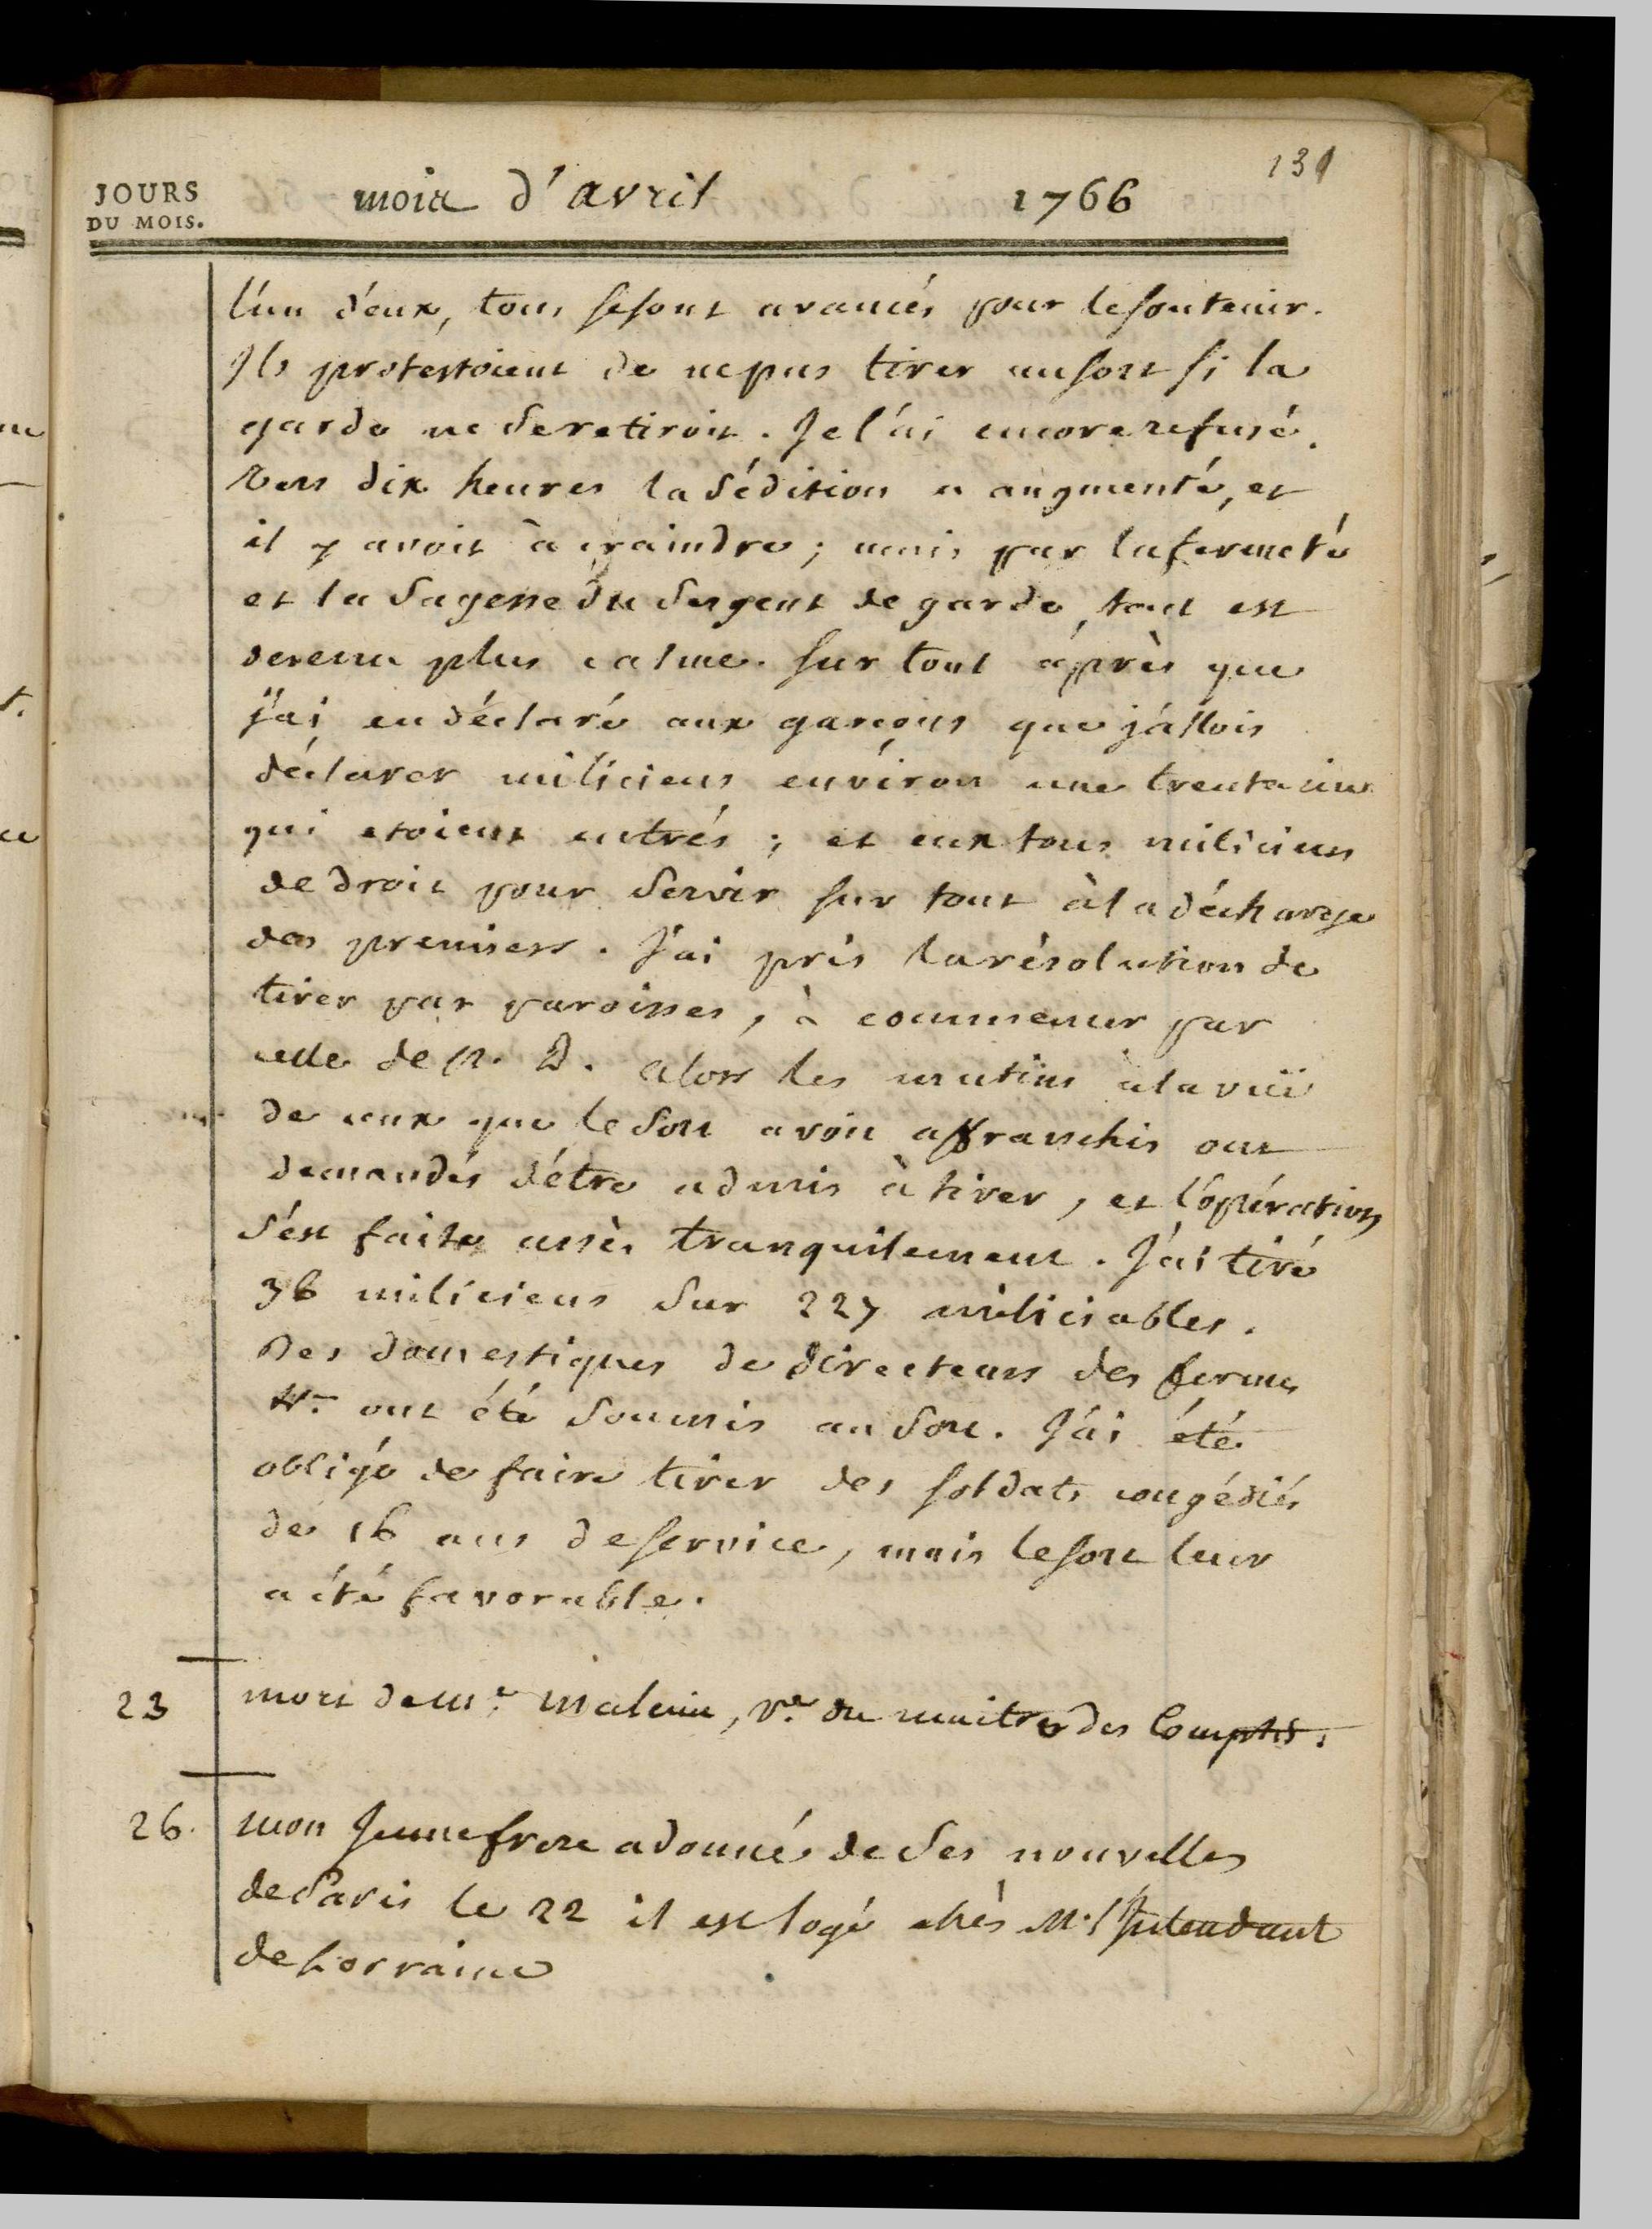 131
JOURS
DU MOIS.
mois d'avril 1766
l'un d'eux, tous se sont avancés pour le soutenir.
Ils protestoient de ne pas tirer au sort si la
garde ne se retiroit. Je l'ai encore refusé.
Vers dix heures la sédition a augmenté, et
il y avoit à craindre; mais par la fermeté
et la sagesse du sergent de garde, tout est
devenu plus calme. sur tout après que
j'ai eu déclaré aux garçons que j'allois
déclarer miliciens environ une trentaine
qui etoient entrés; et eux tous miliciens
de droit pour servir sur tout à la décharge
des premiers. J'ai pris la résolution de
tirer par paroisses, à commencer par
celle de N. D. alors les mutins à la vüe
de ceux que le sort avoit affranchis ont
demandés d'être admis à tirer, et l'opération
s'est faite assès tranquilement. J'ai tiré
36 miliciens sur 227 miliciables.
Des domestiques de directeurs des fermes
&c. ont été soumis au sort. J'ai été
obligé de faire tirer des soldats congédiés
de 16 ans de service, mais le sort leur
a été favorable.
23 mort de Me. , ve. du maitre des Comptes.
26. mon Jeune frere a donné de ses nouvelles
de Paris le 22 il est logé chès M. l'Intendant
de Lorraine